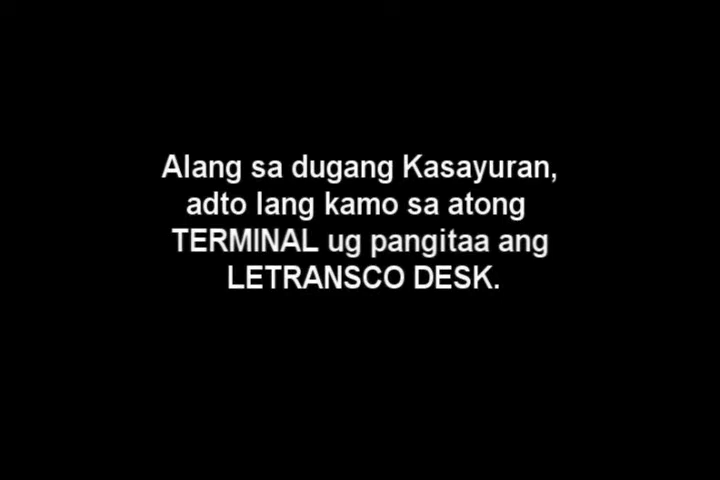 Alang sa dugang Kasayuran,
adto lang kamo sa atong
TERMINAL ug pangitaa ang
LETRANSCO DESK.